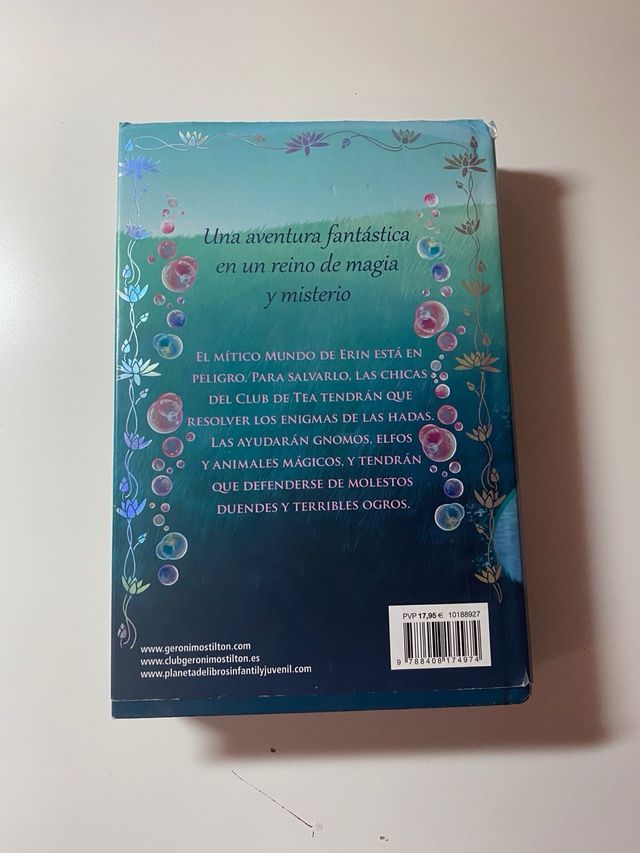 Una aventura fantástica
en un reino de magia
y misterio
El mítico Mundo de Erin está en
peligro. Para salvarlo, las chicas
del Club de Tea tendrán que
resolver los enigmas de las hadas.
Las ayudarán gnomos, elfos
y animales mágicos, y tendrán
que defenderse de molestos
duendes y terribles ogros.
PVP 17,95 € 10188927
9 788408 174974
www.geronimostilton.com
www.clubgeronimostilton.es
www.planetadelibrosinfantilyjuvenil.com